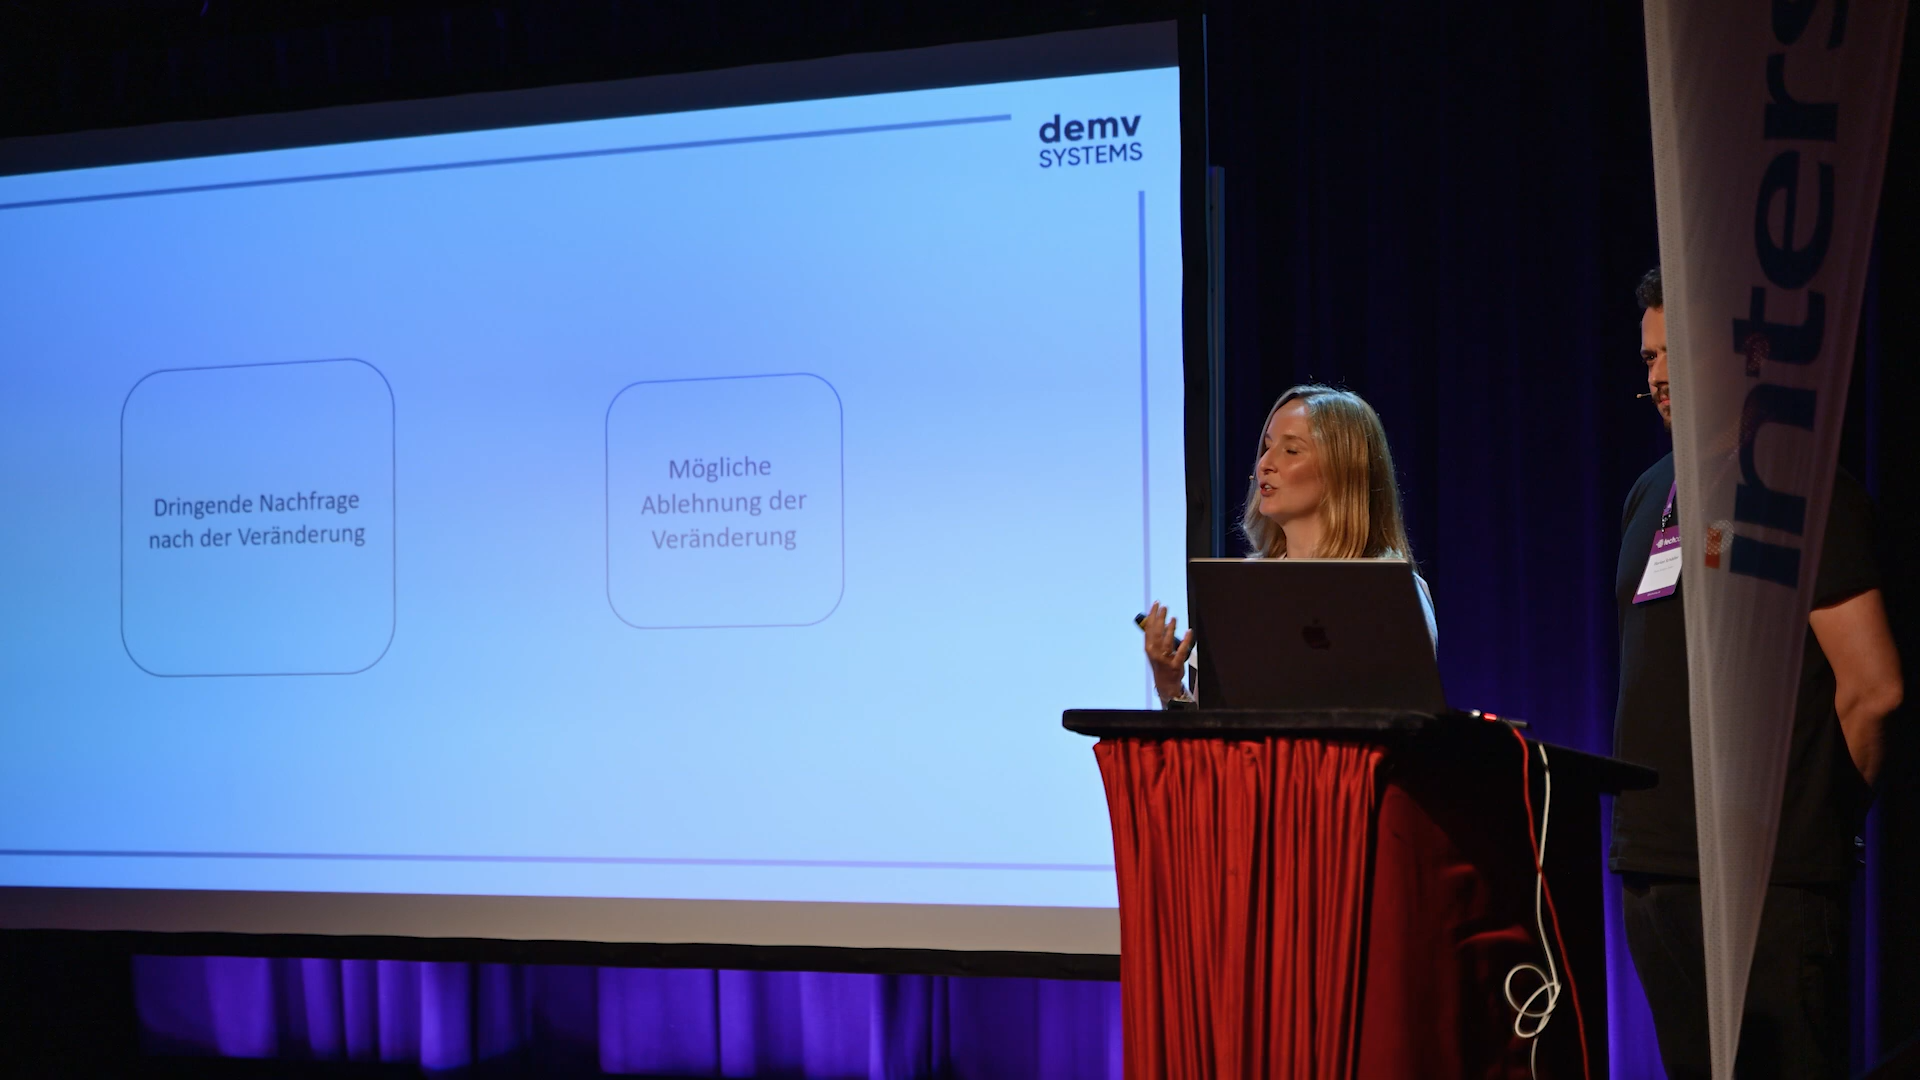 demv
SYSTEMS
Dringende Nachfrage
nach der Veränderung
Mögliche
Ablehnung der
Veränderung
inters